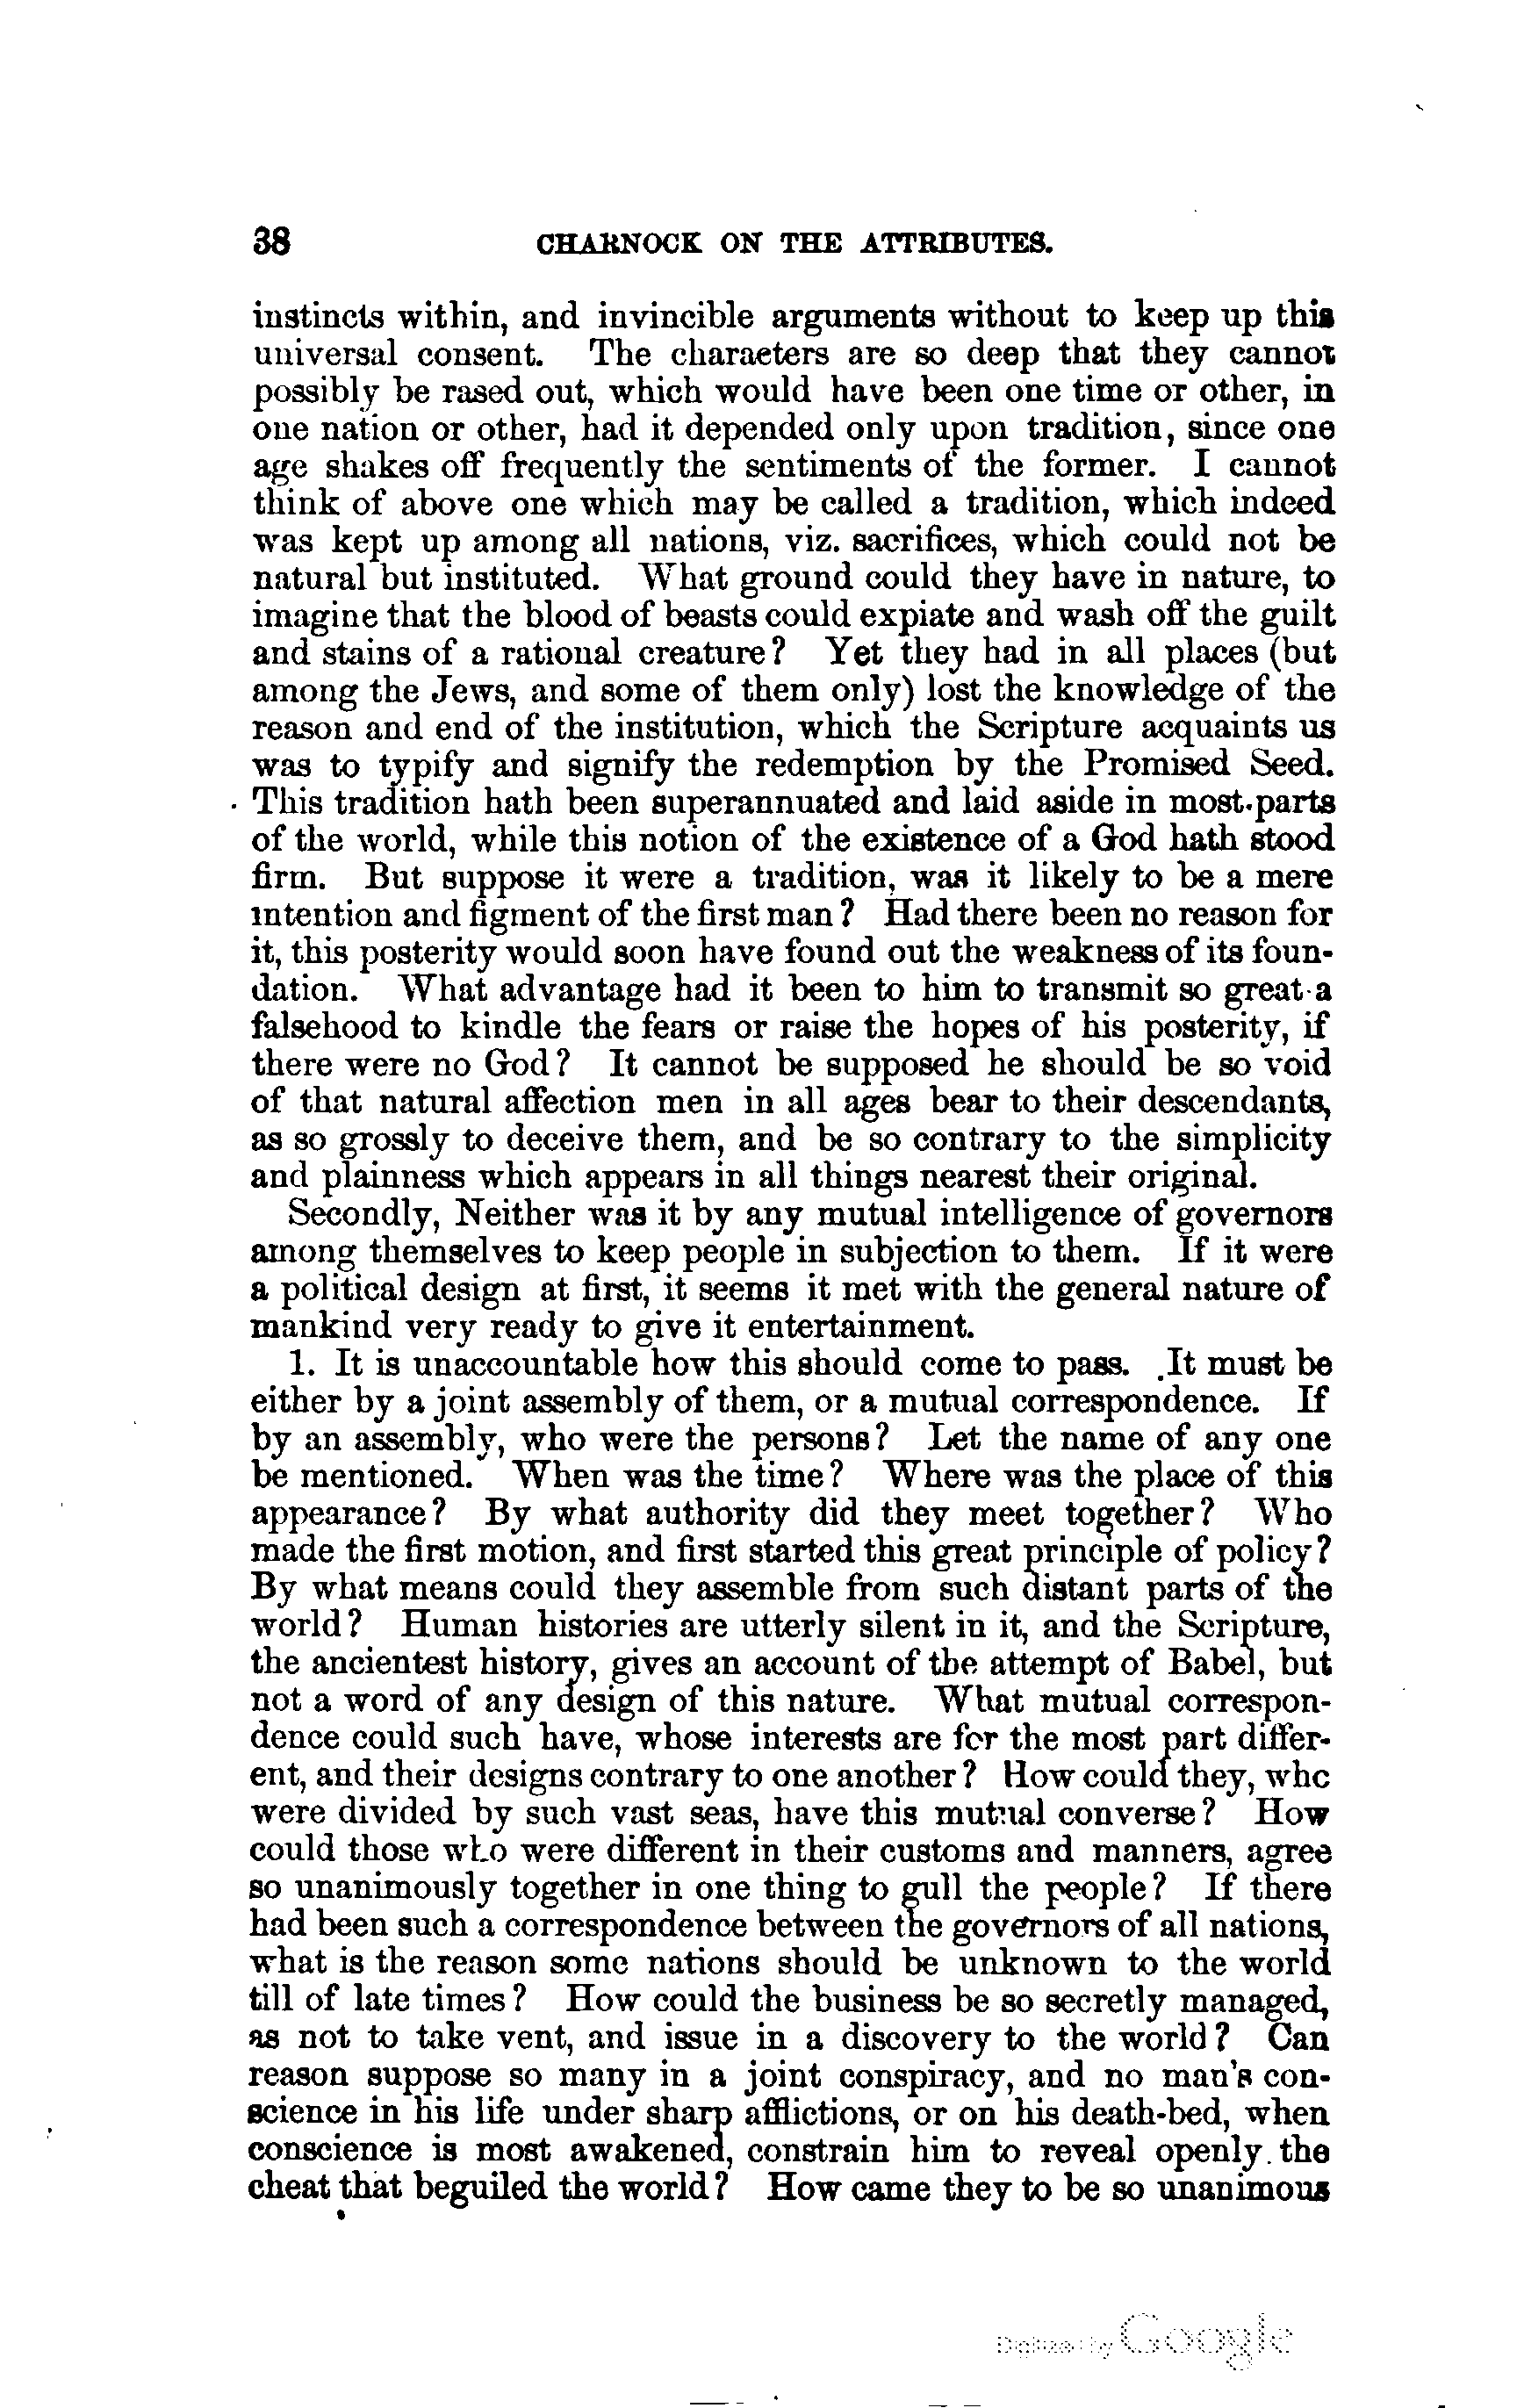 38 CHARNOCK ON THE ATTRIBUTES.
instincts within, and invincible arguments without to keep up this
universal consent. The characters are so deep that they cannot
possibly be rased out, which would have been one time or other, in
one nation or other, had it depended only upon tradition, since one
age shakes off frequently the sentiments of the former. I cannot
think of above one which may be called a tradition, which indeed
was kept up among all nations, viz. sacrifices, which could not be
natural but instituted. What ground could they have in nature, to
imagine that the blood of beasts could expiate and wash off the guilt
and stains of a rational creature? Yet they had in all places (but
among the Jews, and some of them only) lost the knowledge of the
reason and end of the institution, which the Scripture acquaints us
was to typify and signify the redemption by the Promised Seed.
This tradition hath been superannuated and laid aside in most parts
of the world, while this notion of the existence of a God hath stood
firm. But suppose it were a tradition, was it likely to be a mere
intention and figment of the first man? Had there been no reason for
it, this posterity would soon have found out the weakness of its foun-
dation. What advantage had it been to him to transmit so great a
falsehood to kindle the fears or raise the hopes of his posterity, if
there were no God? It cannot be supposed he should be so void
of that natural affection men in all ages bear to their descendants,
as so grossly to deceive them, and be so contrary to the simplicity
and plainness which appears in all things nearest their original.
Secondly, Neither was it by any mutual intelligence of governors
among themselves to keep people in subjection to them. If it were
a political design at first, it seems it met with the general nature of
mankind very ready to give it entertainment.
1. It is unaccountable how this should come to pass. It must be
either by a joint assembly of them, or a mutual correspondence. If
by an assembly, who were the persons? Let the name of any one
be mentioned. When was the time? Where was the place of this
appearance? By what authority did they meet together? Who
made the first motion, and first started this great principle of policy?
By what means could they assemble from such distant parts of the
world? Human histories are utterly silent in it, and the Scripture,
the ancientest history, gives an account of the attempt of Babel, but
not a word of any design of this nature. What mutual correspon-
dence could such have, whose interests are for the most part differ-
ent, and their designs contrary to one another? How could they, who
were divided by such vast seas, have this mutual converse? How
could those who were different in their customs and manners, agree
so unanimously together in one thing to gull the people? If there
had been such a correspondence between the governors of all nations,
what is the reason some nations should be unknown to the world
till of late times? How could the business be so secretly managed,
as not to take vent, and issue in a discovery to the world? Can
reason suppose so many in a joint conspiracy, and no man's con-
science in his life under sharp afflictions, or on his death-bed, when
conscience is most awakened, constrain him to reveal openly the
cheat that beguiled the world? How came they to be so unanimous
Digitized by Google